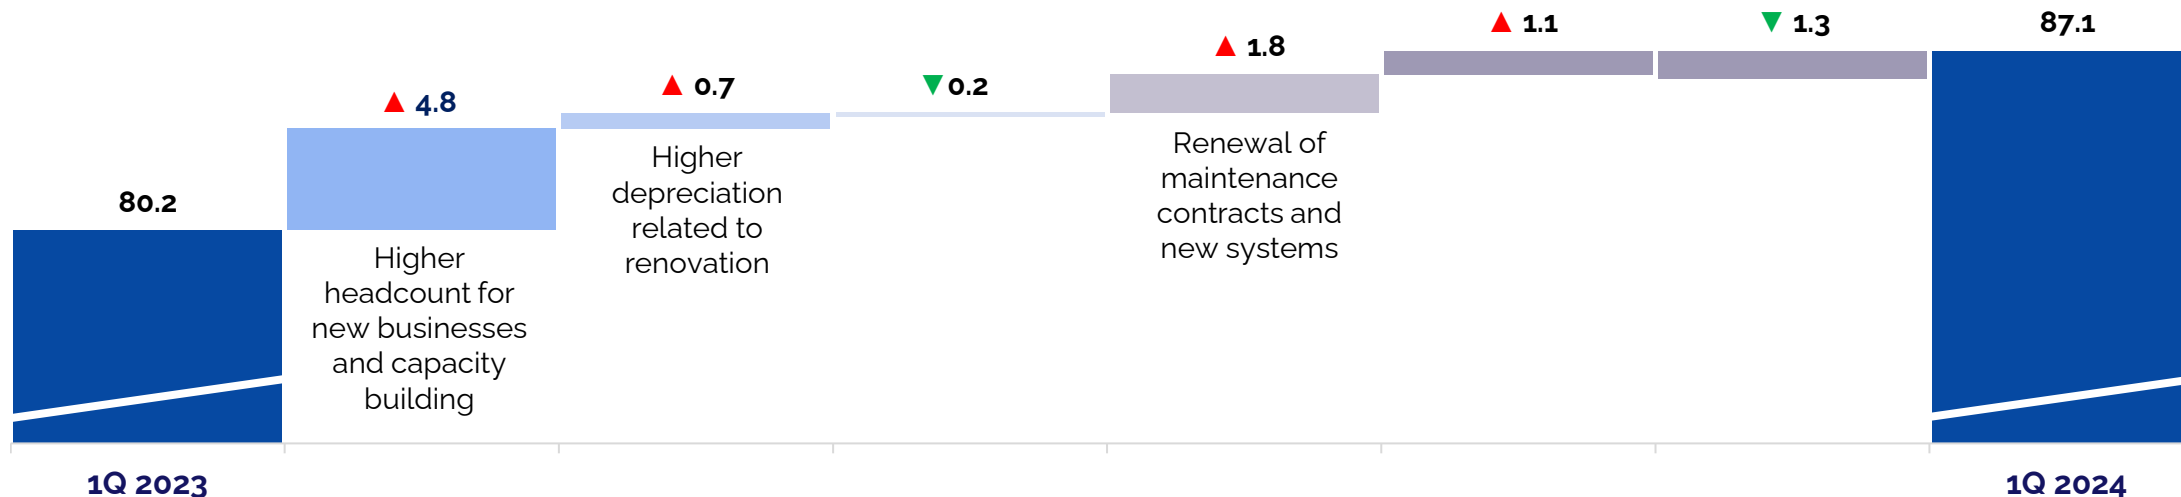 80.2
▲ 4.8
Higher
headcount for
new businesses
and capacity
building
▲ 0.7
Higher
depreciation
related to
renovation
▼ 0.2
▲ 1.8
Renewal of
maintenance
contracts and
new systems
▲ 1.1
▼ 1.3
87.1
1Q 2023
1Q 2024